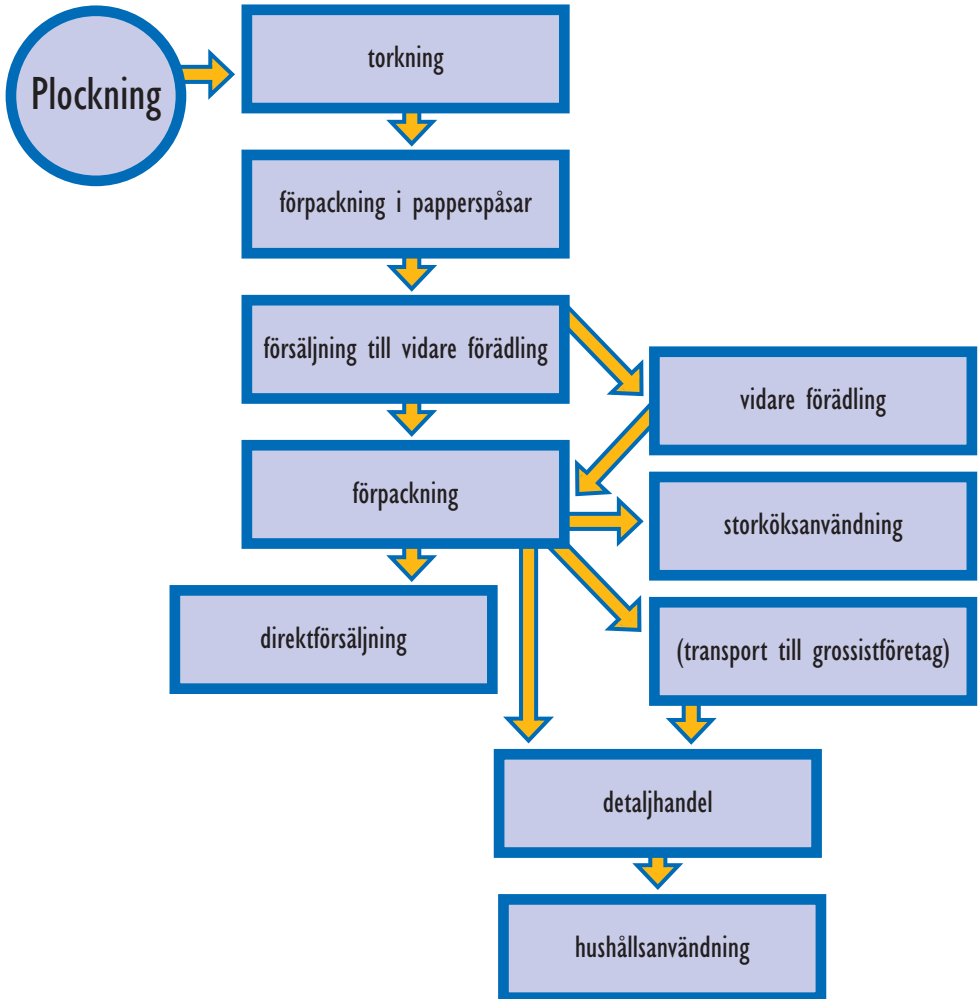 Plockning
torkning
förpackning i papperspåsar
försäljning till vidare förädling
vidare förädling
förpackning
storköksanvändning
direktförsäljning
(transport till grossistföretag)
detaljhandel
hushållsanvändning